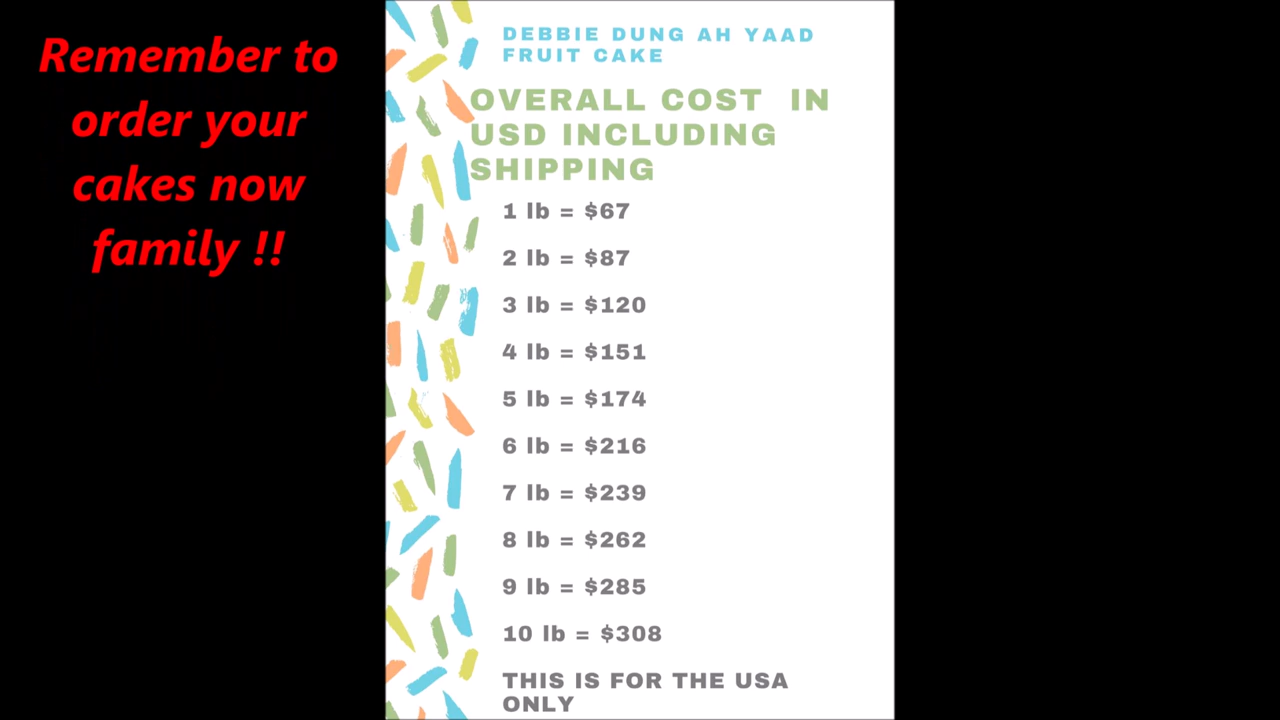 Remember to
order your
cakes now
family !!
DEBBIE DUNG AH YAAD
FRUIT CAKE
OVERALL COST IN
USD INCLUDING
SHIPPING
1 lb = $67
2 lb = $87
3 lb = $120
4 lb = $151
5 lb = $174
6 lb = $216
7 lb = $239
8 lb = $262
9 lb = $285
10 lb = $308
THIS IS FOR THE USA
ONLY